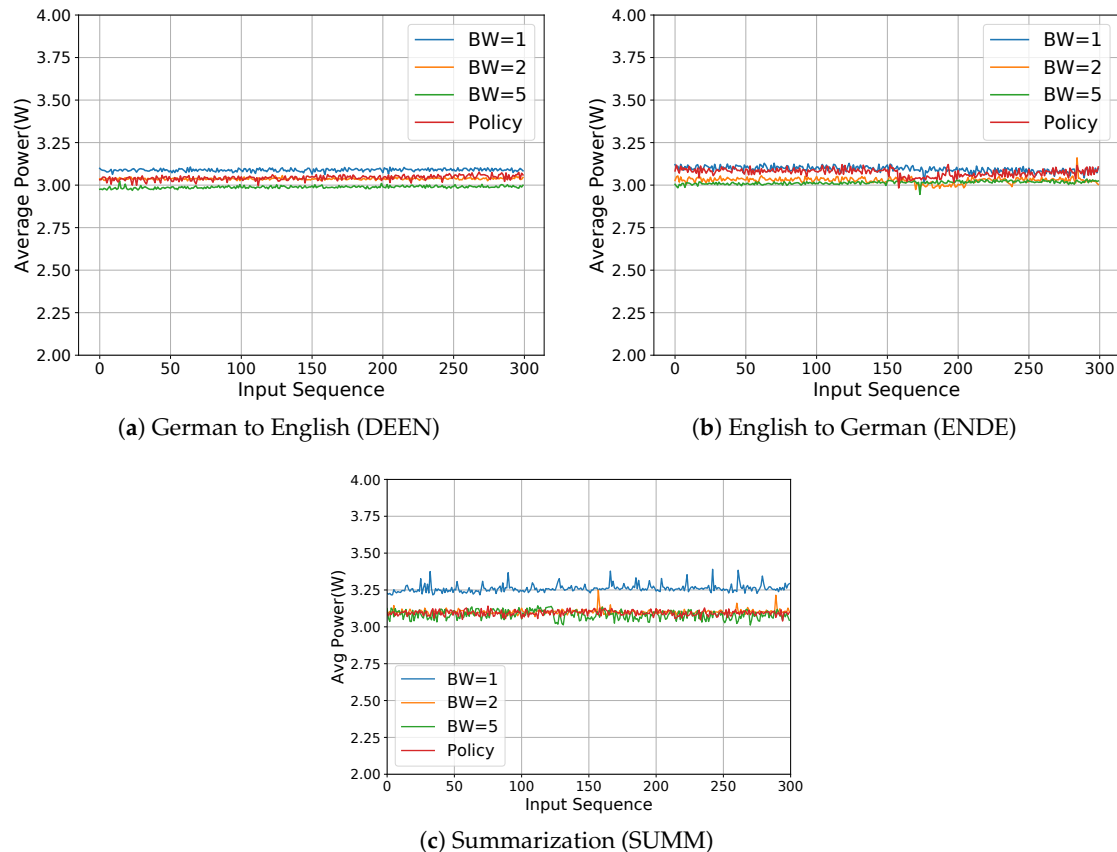 4.00
3.75
3.50
3.25
3.00
2.75
2.50
2.25
2.00
Average Power(W)
BW=1
BW=2
BW=5
Policy
0 50 100 150 200 250 300
Input Sequence
(a) German to English (DEEN)
4.00
3.75
3.50
3.25
3.00
2.75
2.50
2.25
2.00
Average Power(W)
BW=1
BW=2
BW=5
Policy
0 50 100 150 200 250 300
Input Sequence
(b) English to German (ENDE)
4.00
3.75
3.50
3.25
3.00
2.75
2.50
2.25
2.00
Avg Power(W)
BW=1
BW=2
BW=5
Policy
0 50 100 150 200 250 300
Input Sequence
(c) Summarization (SUMM)